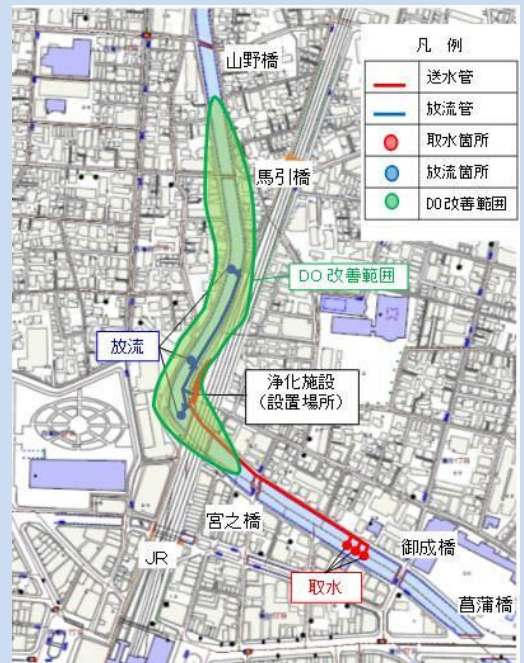 山野橋
凡 例
送水管
放流管
取水箇所
放流箇所
DO改善範囲
馬引橋
DO 改善範囲
放流
浄化施設
(設置場所)
宮之橋
御成橋
JR
取水
菖蒲橋